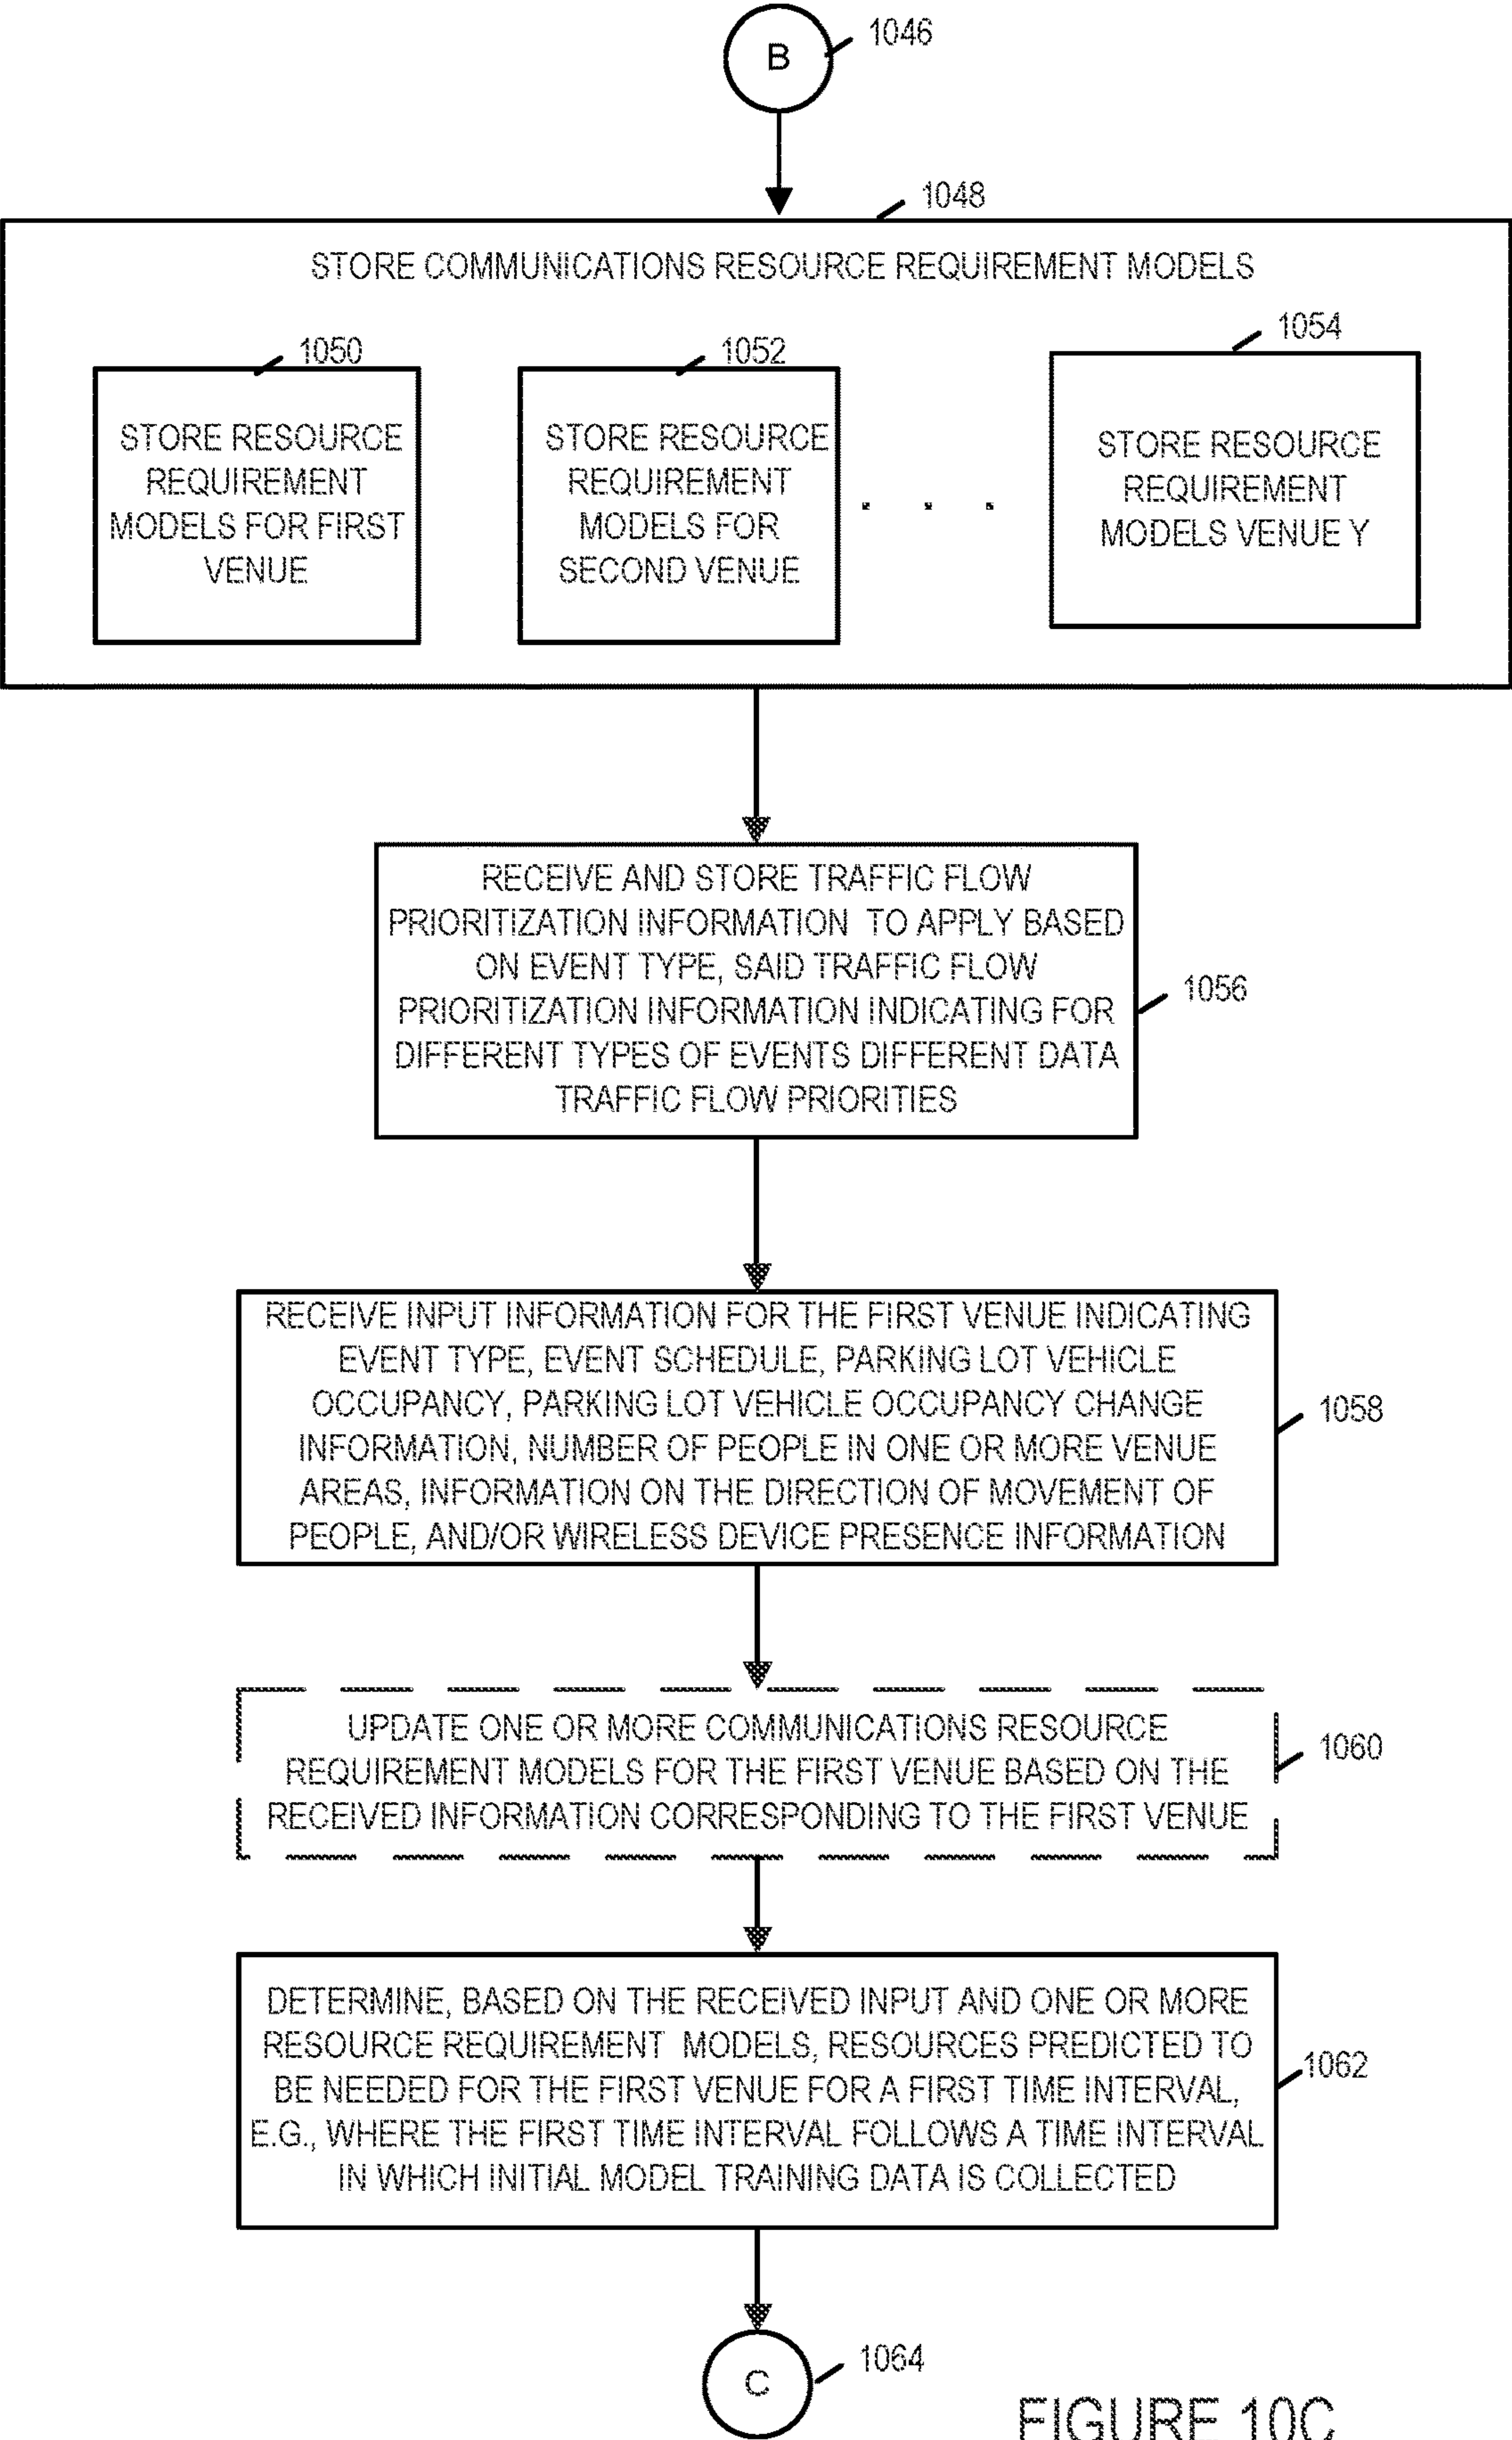 B
1046
1048
STORE COMMUNICATIONS RESOURCE REQUIREMENT MODELS
1050
STORE RESOURCE
REQUIREMENT
MODELS FOR FIRST
VENUE
1052
STORE RESOURCE
REQUIREMENT
MODELS FOR
SECOND VENUE
. . .
1054
STORE RESOURCE
REQUIREMENT
MODELS VENUE Y
RECEIVE AND STORE TRAFFIC FLOW
PRIORITIZATION INFORMATION TO APPLY BASED
ON EVENT TYPE, SAID TRAFFIC FLOW
PRIORITIZATION INFORMATION INDICATING FOR
DIFFERENT TYPES OF EVENTS DIFFERENT DATA
TRAFFIC FLOW PRIORITIES
1056
RECEIVE INPUT INFORMATION FOR THE FIRST VENUE INDICATING
EVENT TYPE, EVENT SCHEDULE, PARKING LOT VEHICLE
OCCUPANCY, PARKING LOT VEHICLE OCCUPANCY CHANGE
INFORMATION, NUMBER OF PEOPLE IN ONE OR MORE VENUE
AREAS, INFORMATION ON THE DIRECTION OF MOVEMENT OF
PEOPLE, AND/OR WIRELESS DEVICE PRESENCE INFORMATION
1058
UPDATE ONE OR MORE COMMUNICATIONS RESOURCE
REQUIREMENT MODELS FOR THE FIRST VENUE BASED ON THE
RECEIVED INFORMATION CORRESPONDING TO THE FIRST VENUE
1060
DETERMINE, BASED ON THE RECEIVED INPUT AND ONE OR MORE
RESOURCE REQUIREMENT MODELS, RESOURCES PREDICTED TO
BE NEEDED FOR THE FIRST VENUE FOR A FIRST TIME INTERVAL,
E.G., WHERE THE FIRST TIME INTERVAL FOLLOWS A TIME INTERVAL
IN WHICH INITIAL MODEL TRAINING DATA IS COLLECTED
1062
C
1064
FIGURE 10C